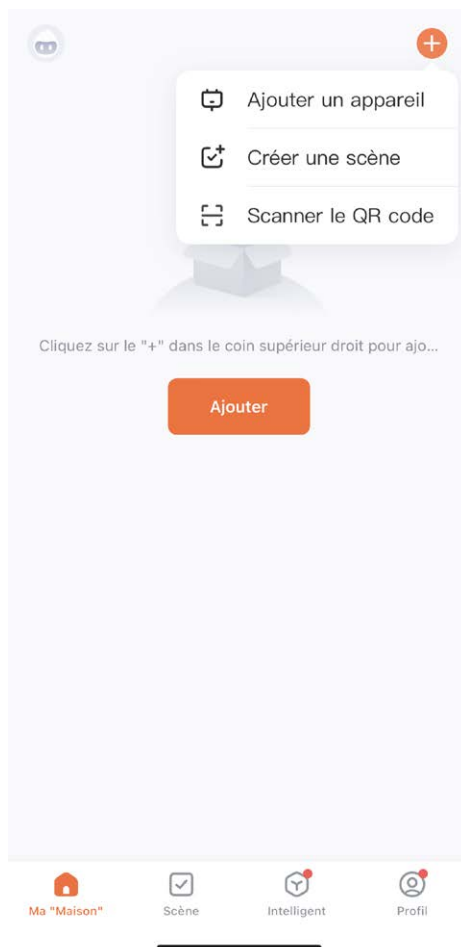 Ajouter un appareil
Créer une scène
Scanner le QR code
Cliquez sur le "+" dans le coin supérieur droit pour ajo...
Ajouter
Ma "Maison"
Scène
Intelligent
Profil